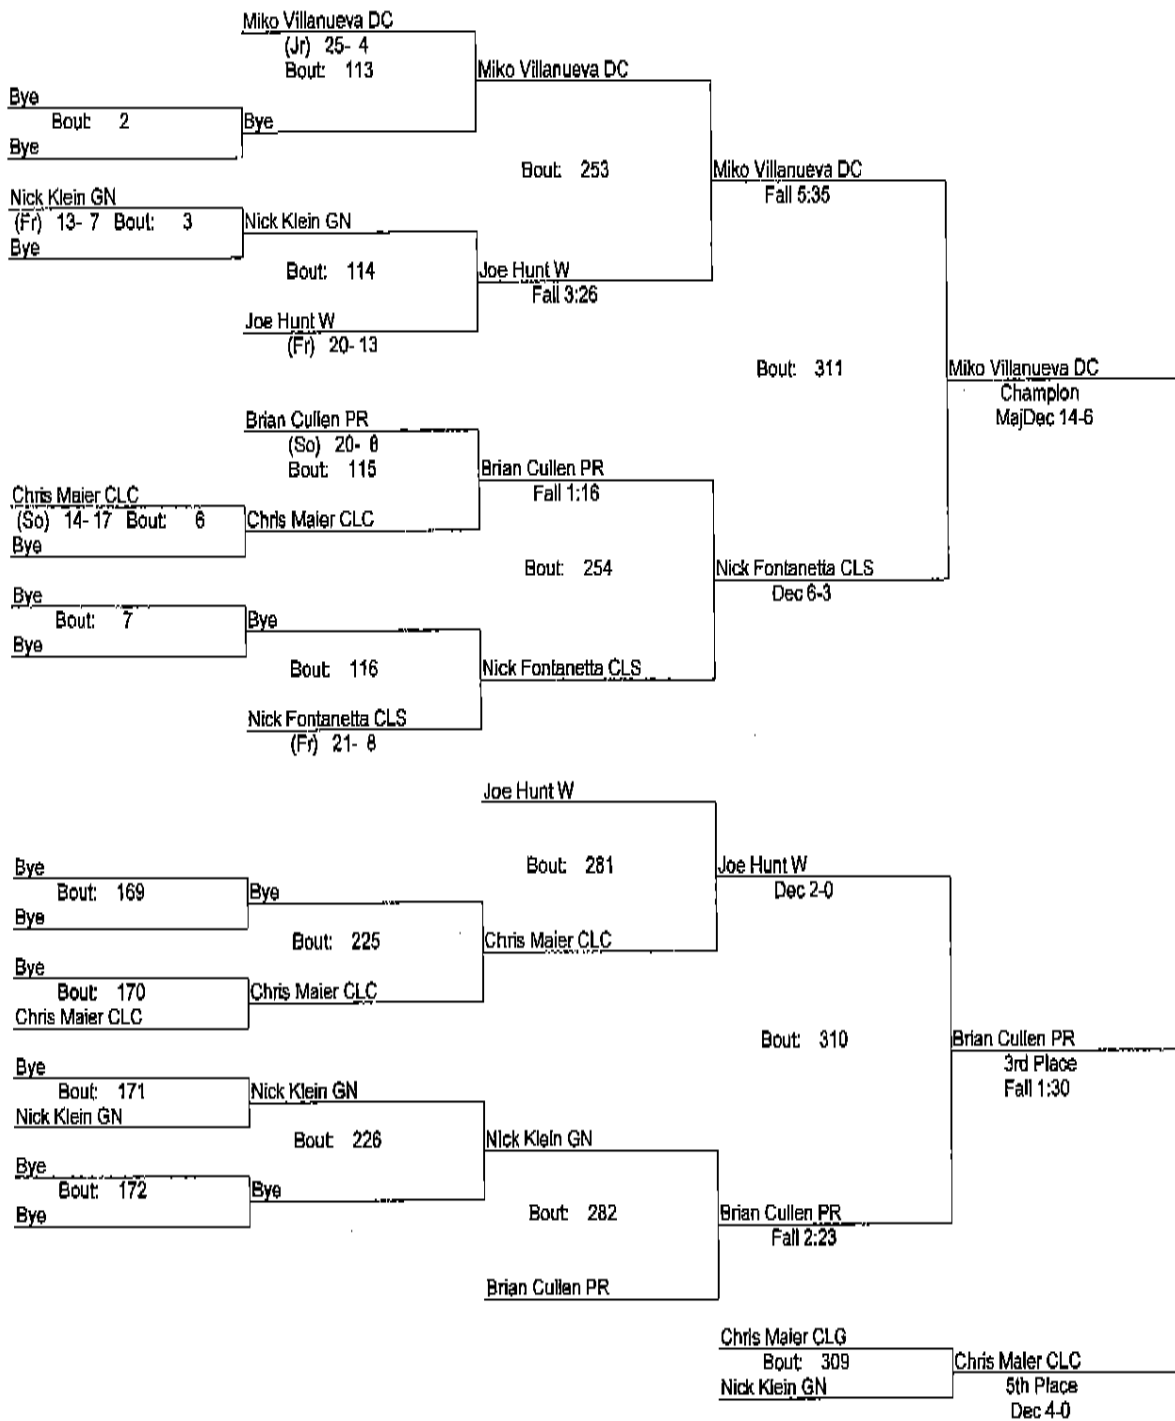 Miko Villanueva DC
(Jr) 25- 4
Bout: 113
Miko Villanueva DC
Bye
Bout: 2
Bye
Bye
Bout: 253
Miko Villanueva DC
Fall 5:35
Nick Klein GN
(Fr) 13- 7 Bout: 3
Bye
Nick Klein GN
Bout: 114
Joe Hunt W
Fall 3:26
Joe Hunt W
(Fr) 20- 13
Bout: 311
Miko Villanueva DC
Champion
MajDec 14-6
Brian Cullen PR
(So) 20- 8
Bout: 115
Brian Cullen PR
Fall 1:16
Chris Maier CLC
(So) 14- 17 Bout: 6
Bye
Chris Maier CLC
Bout: 254
Nick Fontanetta CLS
Dec 6-3
Bye
Bout: 7
Bye
Bye
Bout: 116
Nick Fontanetta CLS
Nick Fontanetta CLS
(Fr) 21- 8
Joe Hunt W
Bout: 281
Joe Hunt W
Dec 2-0
Bye
Bout: 169
Bye
Bye
Bout: 225
Chris Maier CLC
Bye
Bout: 170
Chris Maier CLC
Chris Maier CLC
Bout: 310
Brian Cullen PR
3rd Place
Fall 1:30
Bye
Bout: 171
Nick Klein GN
Nick Klein GN
Bout: 226
Nick Klein GN
Bye
Bout: 172
Bye
Bye
Bout: 282
Brian Cullen PR
Fall 2:23
Brian Cullen PR
Chris Maier CLG
Bout: 309
Nick Klein GN
Chris Maier CLC
5th Place
Dec 4-0